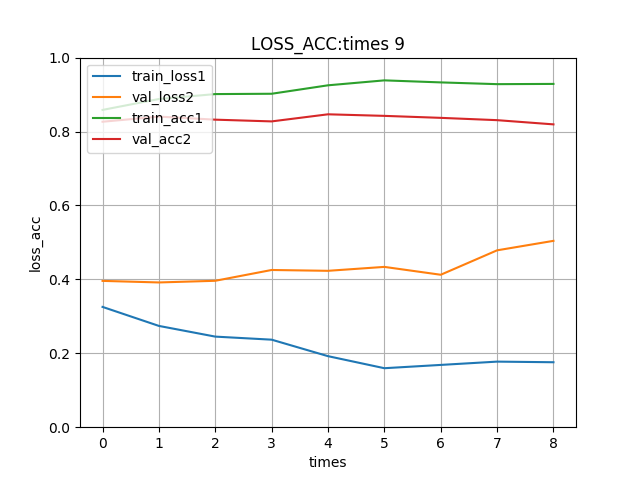 LOSS_ACC:times 9
1.0
0.8
0.6
0.4
0.2
0.0
loss_acc
train_loss1
val_loss2
train_acc1
val_acc2
0 1 2 3 4 5 6 7 8
times